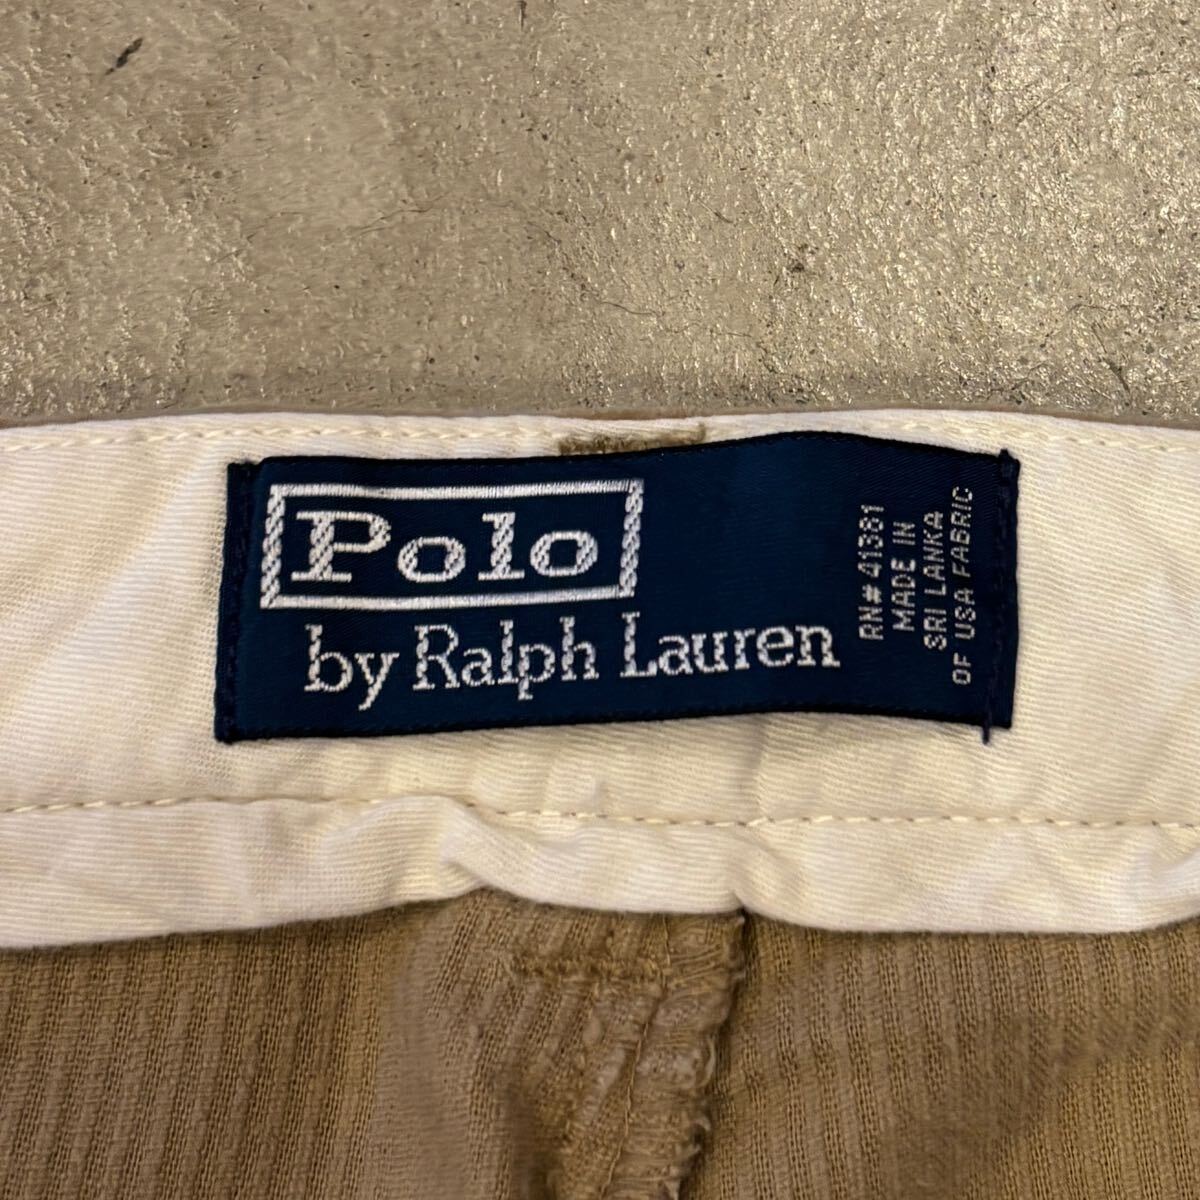 Polo
by Ralph Lauren
RN# 41381
MADE IN
SRI LANKA
OF USA FABRIC